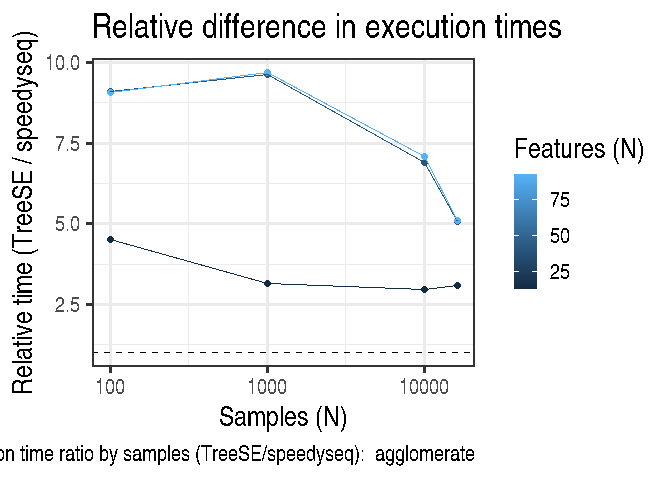 Relative difference in execution times
Relative time (TreeSE / speedyseq)
10.0
7.5
5.0
2.5
100
1000
10000
Samples (N)
Features (N)
75
50
25
on time ratio by samples (TreeSE/speedyseq): agglomerate